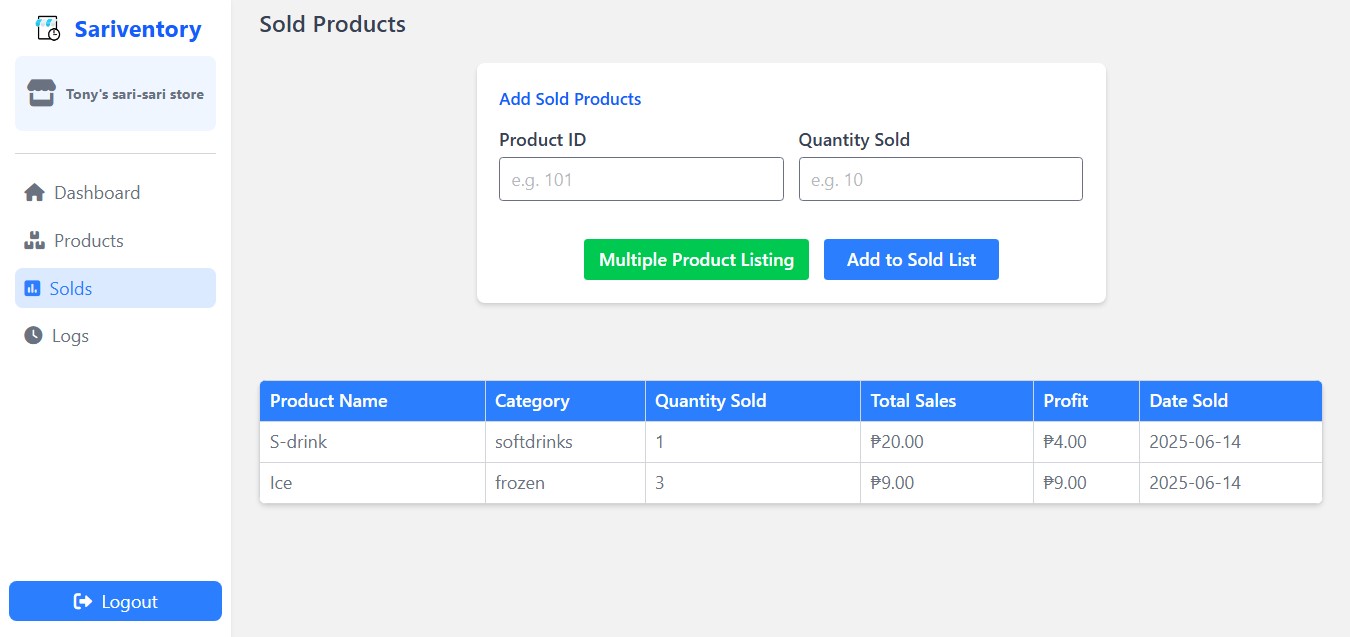 Sariventory
Tony's sari-sari store
Dashboard
Products
Solds
Logs
Logout
Sold Products
Add Sold Products
Product ID Quantity Sold
e.g. 101 e.g. 10
Multiple Product Listing Add to Sold List
Product Name Category Quantity Sold Total Sales Profit Date Sold
S-drink softdrinks 1 ₱20.00 ₱4.00 2025-06-14
Ice frozen 3 ₱9.00 ₱9.00 2025-06-14